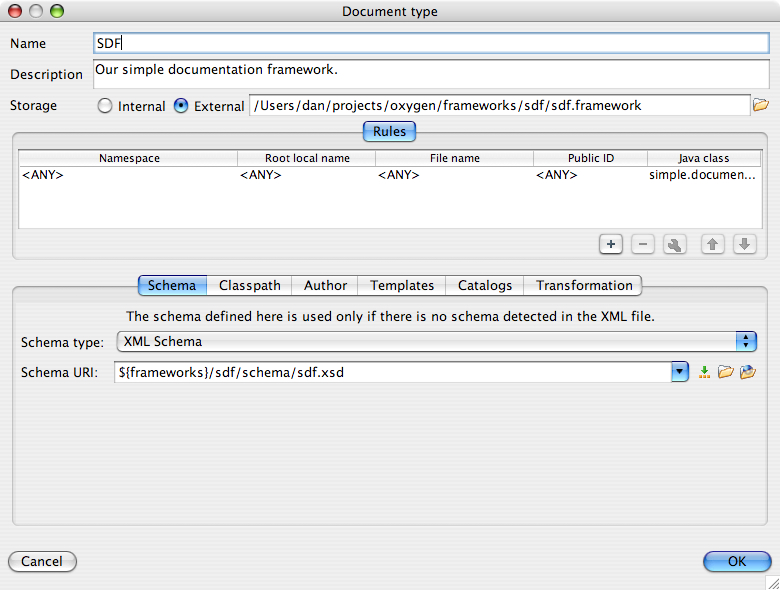 Document type
Name SDF
Description Our simple documentation framework.
Storage Internal External /Users/dan/projects/oxygen/frameworks/sdf/sdf.framework
Rules
Namespace Root local name File name Public ID Java class
<ANY> <ANY> <ANY> <ANY> simple.documen...
Schema Classpath Author Templates Catalogs Transformation
The schema defined here is used only if there is no schema detected in the XML file.
Schema type: XML Schema
Schema URI: ${frameworks}/sdf/schema/sdf.xsd
Cancel OK